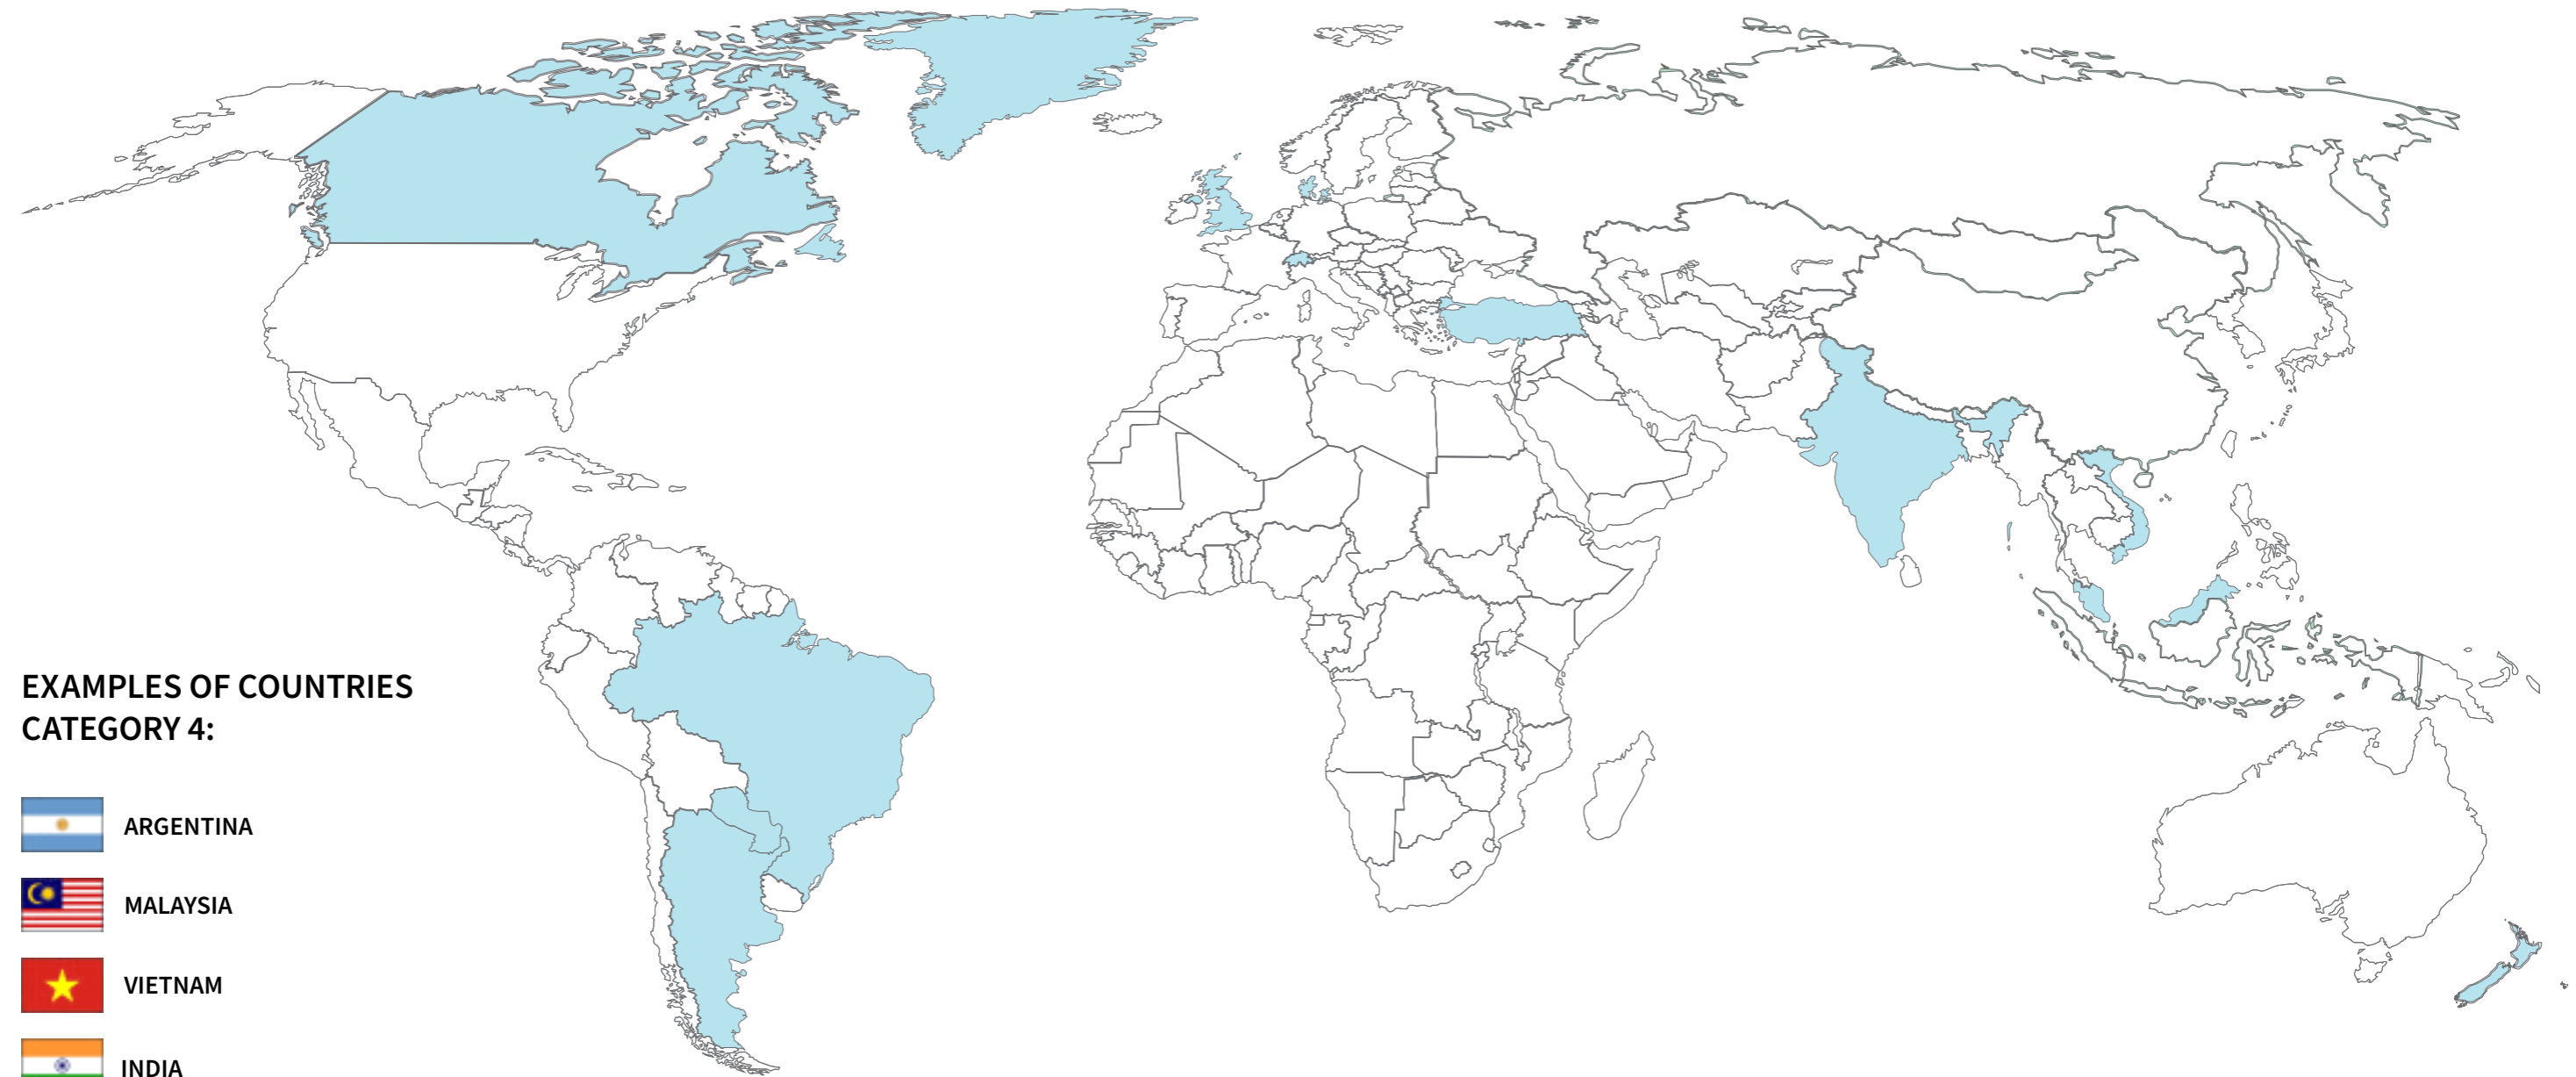 EXAMPLES OF COUNTRIES
CATEGORY 4:
ARGENTINA
MALAYSIA
VIETNAM
INDIA